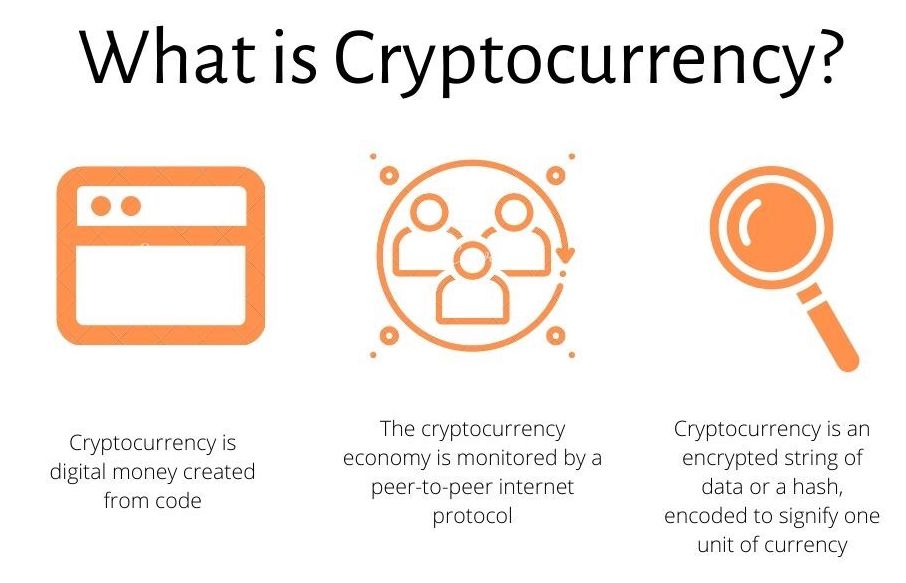 What is Cryptocurrency?
Cryptocurrency is
digital money created
from code
The cryptocurrency
economy is monitored by a
peer-to-peer internet
protocol
Cryptocurrency is an
encrypted string of
data or a hash,
encoded to signify one
unit of currency